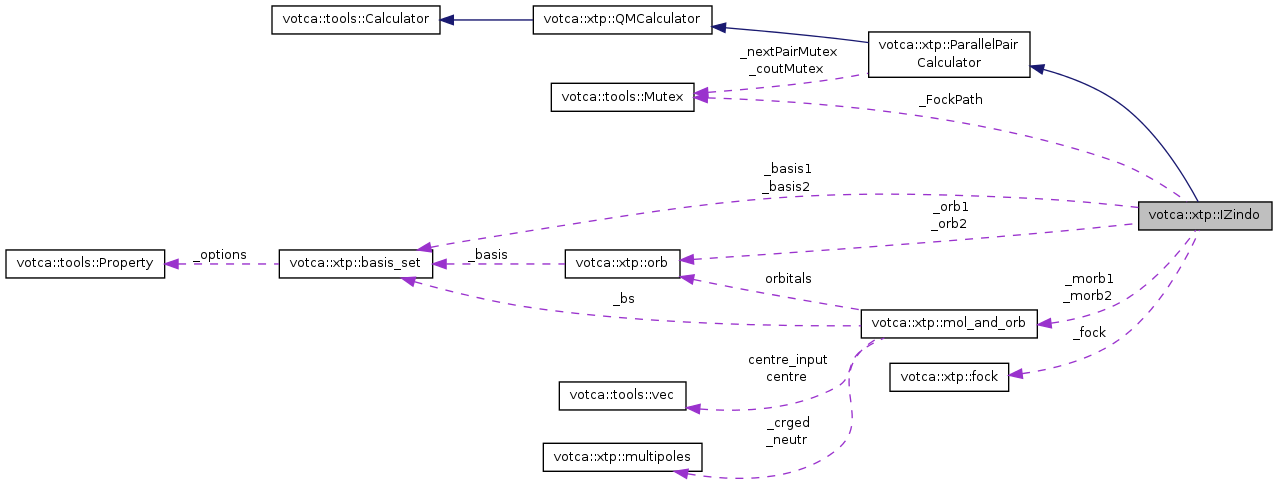 votca::tools::Calculator
votca::xtp::QMCalculator
votca::xtp::ParallelPair
Calculator
_nextPairMutex
_coutMutex
votca::tools::Mutex
_FockPath
_basis1
_basis2
votca::xtp::IZindo
_orb1
_orb2
votca::tools::Property
_options
votca::xtp::basis_set
_basis
votca::xtp::orb
orbitals
_morb1
_morb2
_bs
votca::xtp::mol_and_orb
_fock
centre_input
centre
votca::xtp::fock
votca::tools::vec
_crged
_neutr
votca::xtp::multipoles